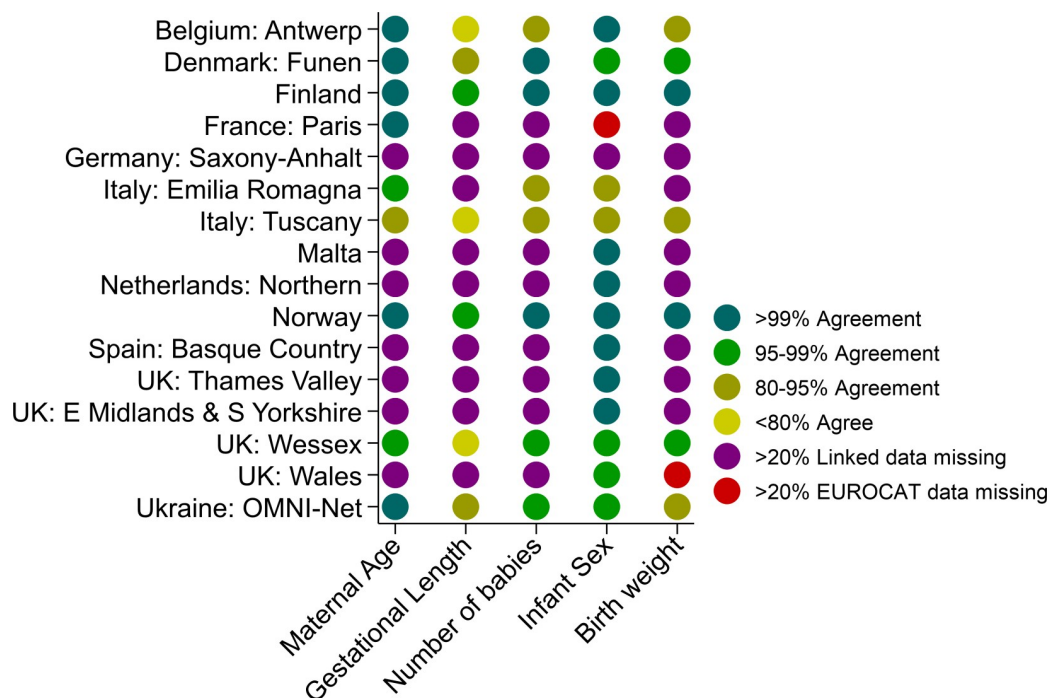 Belgium: Antwerp
Denmark: Funen
Finland
France: Paris
Germany: Saxony-Anhalt
Italy: Emilia Romagna
Italy: Tuscany
Malta
Netherlands: Northern
Norway
Spain: Basque Country
UK: Thames Valley
UK: E Midlands & S Yorkshire
UK: Wessex
UK: Wales
Ukraine: OMNI-Net
>99% Agreement
95-99% Agreement
80-95% Agreement
<80% Agree
>20% Linked data missing
>20% EUROCAT data missing
Maternal Age
Gestational Length
Number of babies
Infant Sex
Birth weight